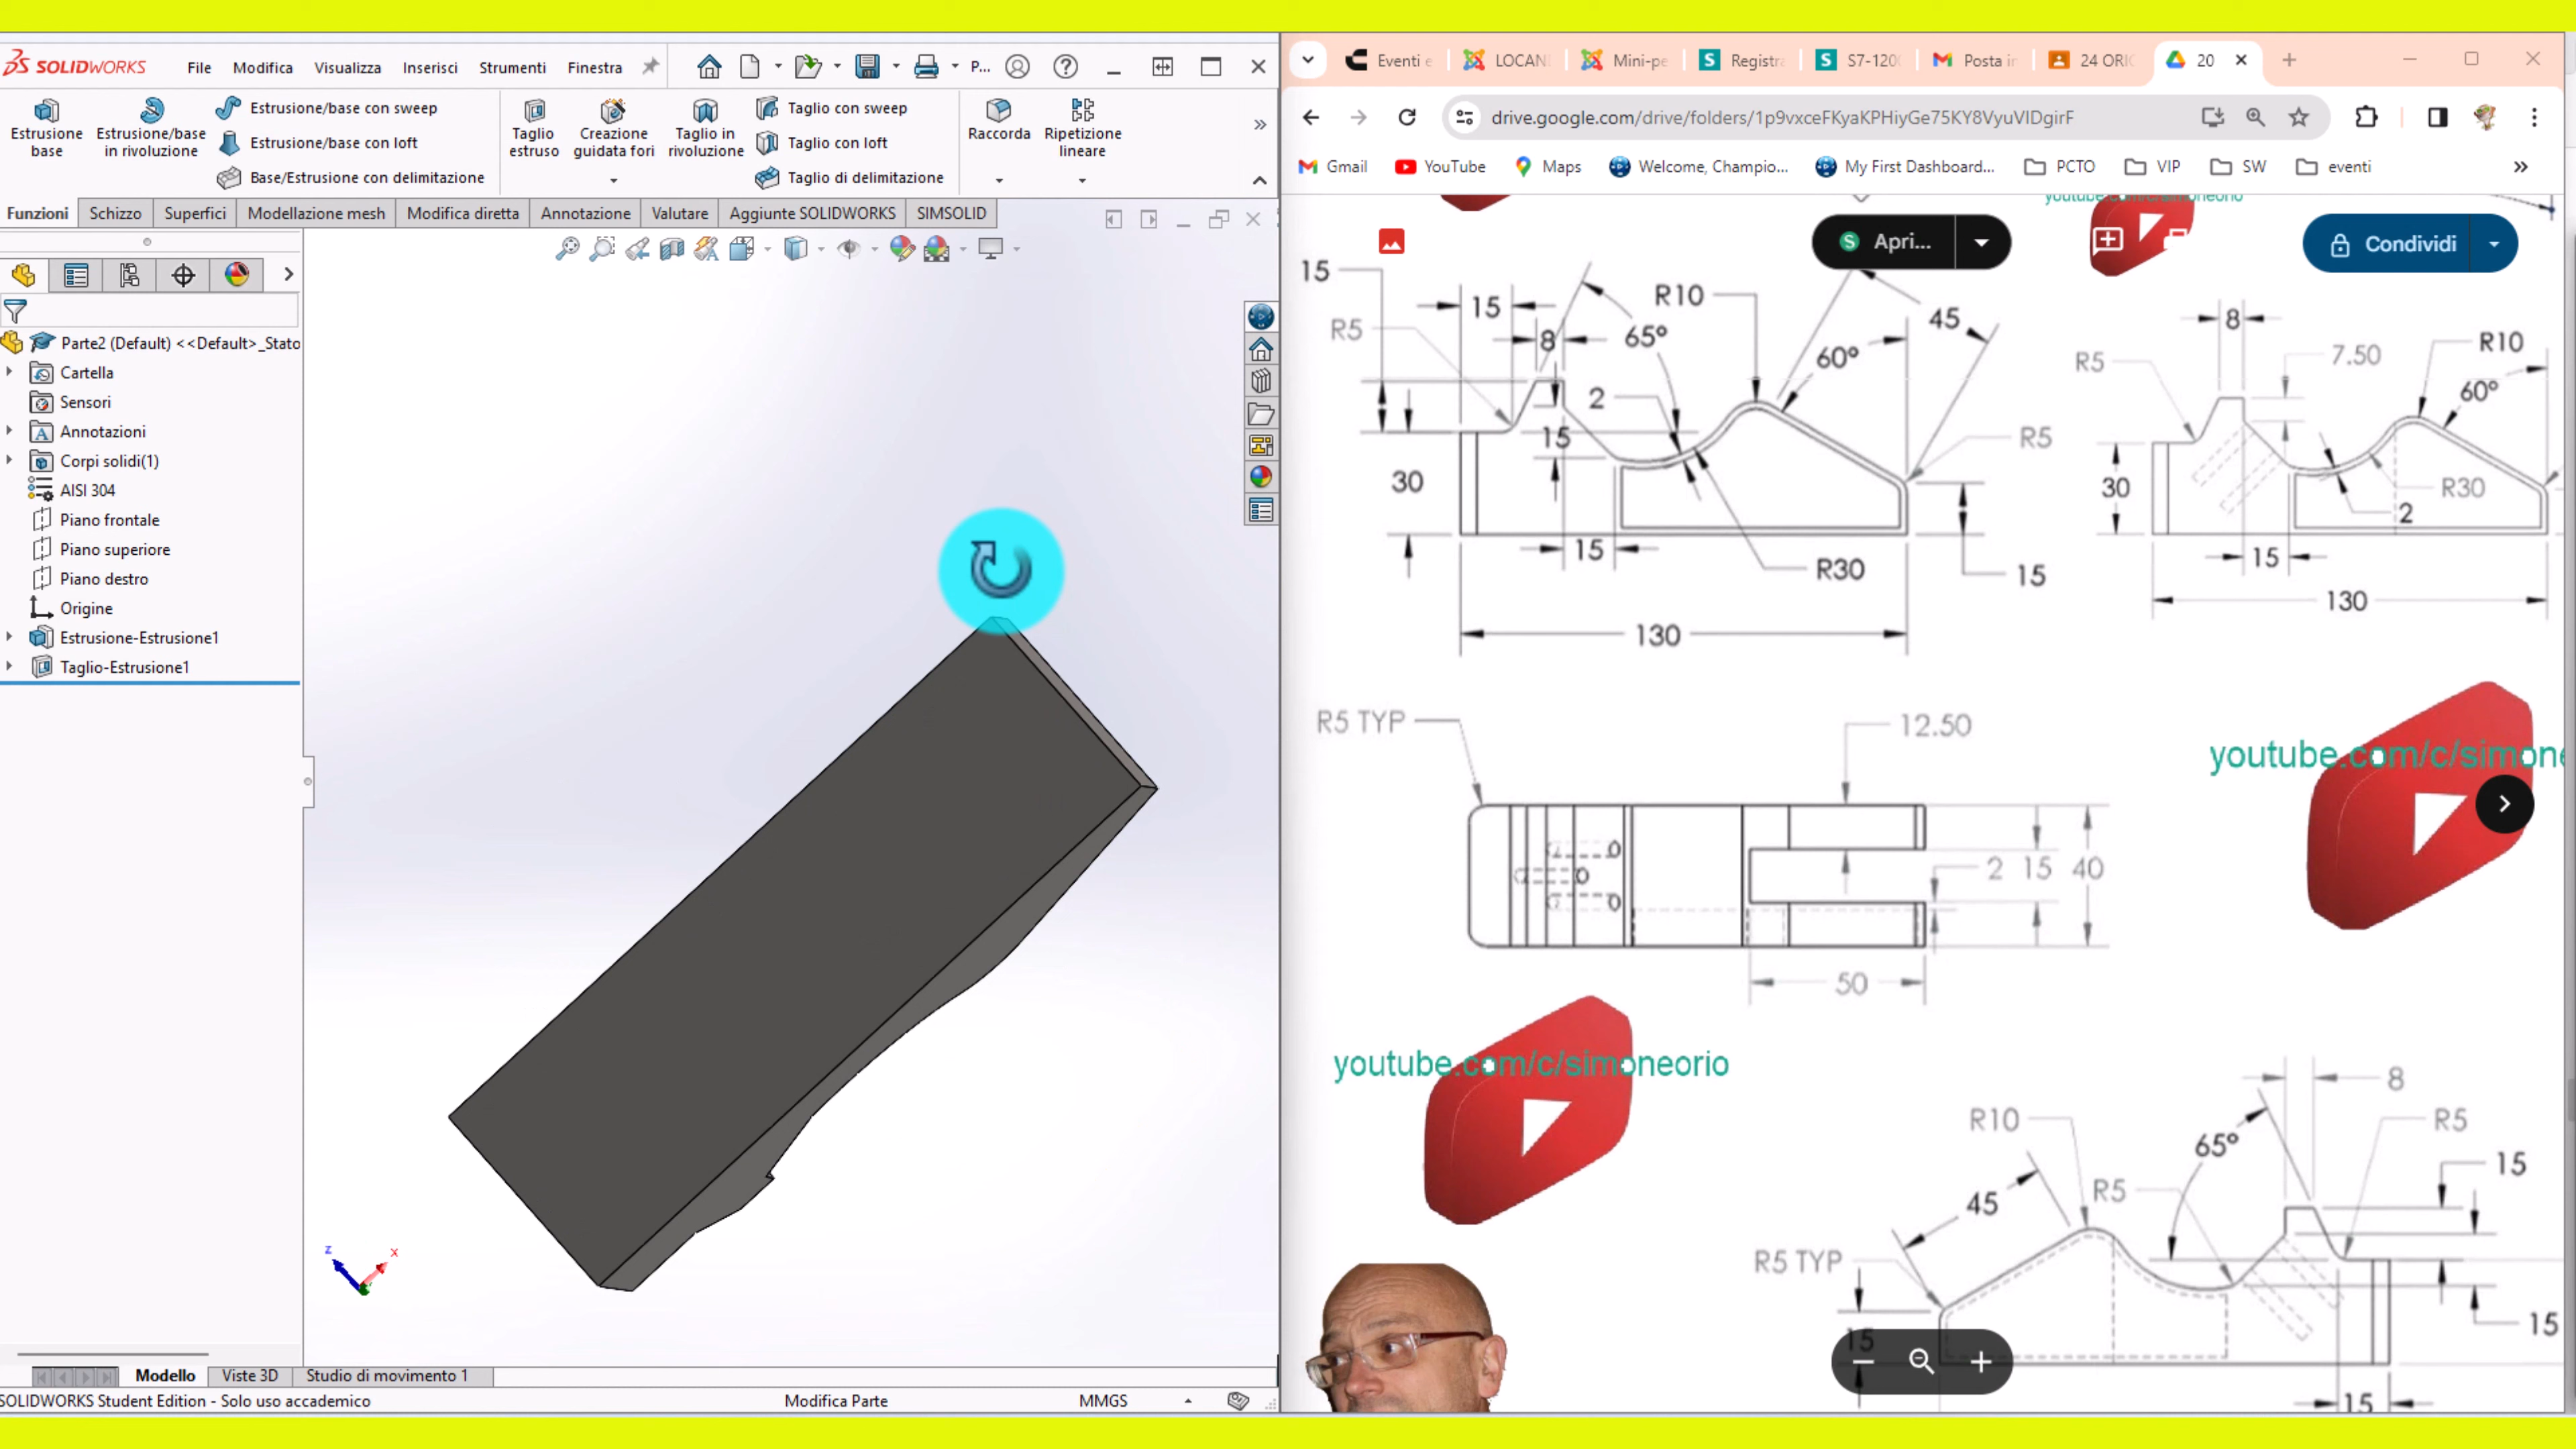 SOLIDWORKS File Modifica Visualizza Inserisci Strumenti Finestra P...
Estrusione base
Estrusione/base in rivoluzione
Estrusione/base con sweep
Estrusione/base con loft
Base/Estrusione con delimitazione
Taglio estruso
Creazione guidata fori
Taglio in rivoluzione
Taglio con sweep
Taglio con loft
Taglio di delimitazione
Raccorda
Ripetizione lineare
Funzioni Schizzo Superfici Modellazione mesh Modifica diretta Annotazione Valutare Aggiunte SOLIDWORKS SIMSOLID
Parte2 (Default) <<Default>_Stato
Cartella
Sensori
Annotazioni
Corpi solidi(1)
AISI 304
Piano frontale
Piano superiore
Piano destro
Origine
Estrusione-Estrusione1
Taglio-Estrusione1
z x
Modello Viste 3D Studio di movimento 1
SOLIDWORKS Student Edition - Solo uso accademico Modifica Parte MMGS
Eventi e LOCANI Mini-pe Registra S7-120 Posta in 24 ORIC 20
drive.google.com/drive/folders/1p9vxceFKyaKPHiyGe75KY8VyuVIDgirF
Gmail YouTube Maps Welcome, Champio... My First Dashboard... PCTO VIP SW eventi
youtube.com/c/simoneorio
Apri... Condividi
15 15 R10 45
R5 8 65° 60°
2
15 R5
30
15 R30 15
130
8 R10
R5 7.50
60°
30 R30
2
15
130
R5 TYP 12.50
2 15 40
50
youtube.com/c/simone
youtube.com/c/simoneorio
8
R10 65° R5
15
45 R5
R5 TYP
15 15
15